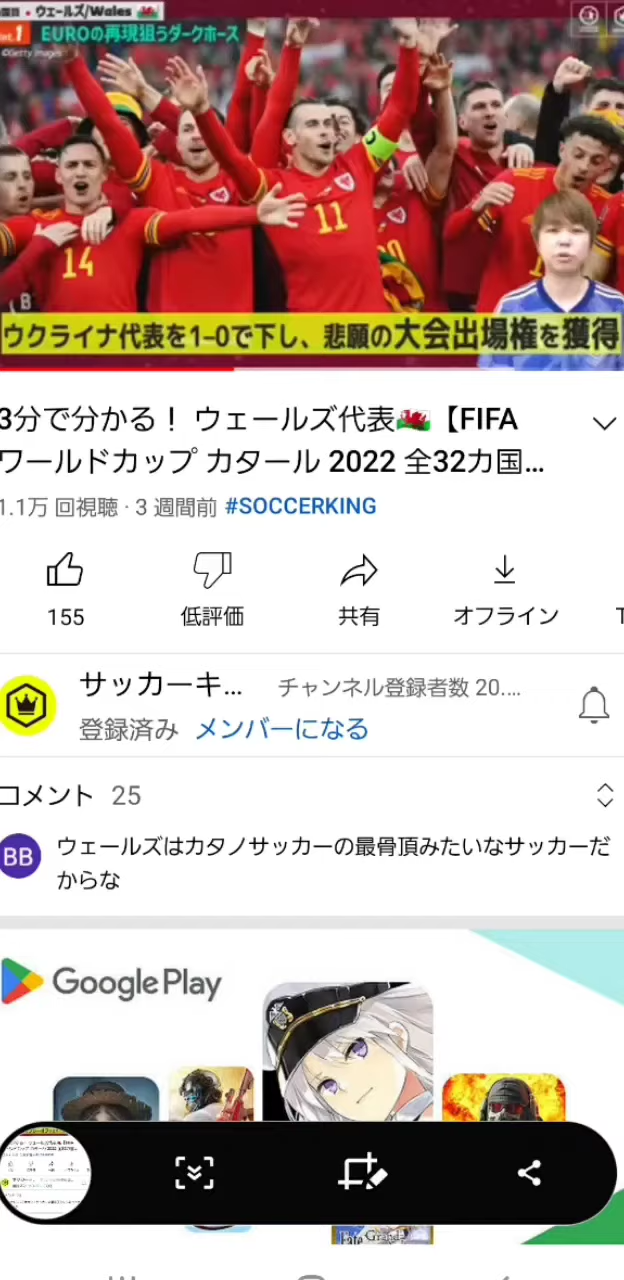 ウェールズ/Wales
EUROの再現狙うダークホース
©Getty Images
11
14
ウクライナ代表を1-0で下し、悲願の大会出場権を獲得
3分で分かる！ ウェールズ代表🏴󠁧󠁢󠁷󠁬󠁳󠁿【FIFA
ワールドカップ カタール 2022 全32カ国...
1.1万 回視聴 · 3 週間前 #SOCCERKING
155 低評価 共有 オフライン
サッカーキ... チャンネル登録者数 20....
登録済み メンバーになる
コメント 25
BB
ウェールズはカタノサッカーの最骨頂みたいなサッカーだ
からな
Google Play
Fate Grand